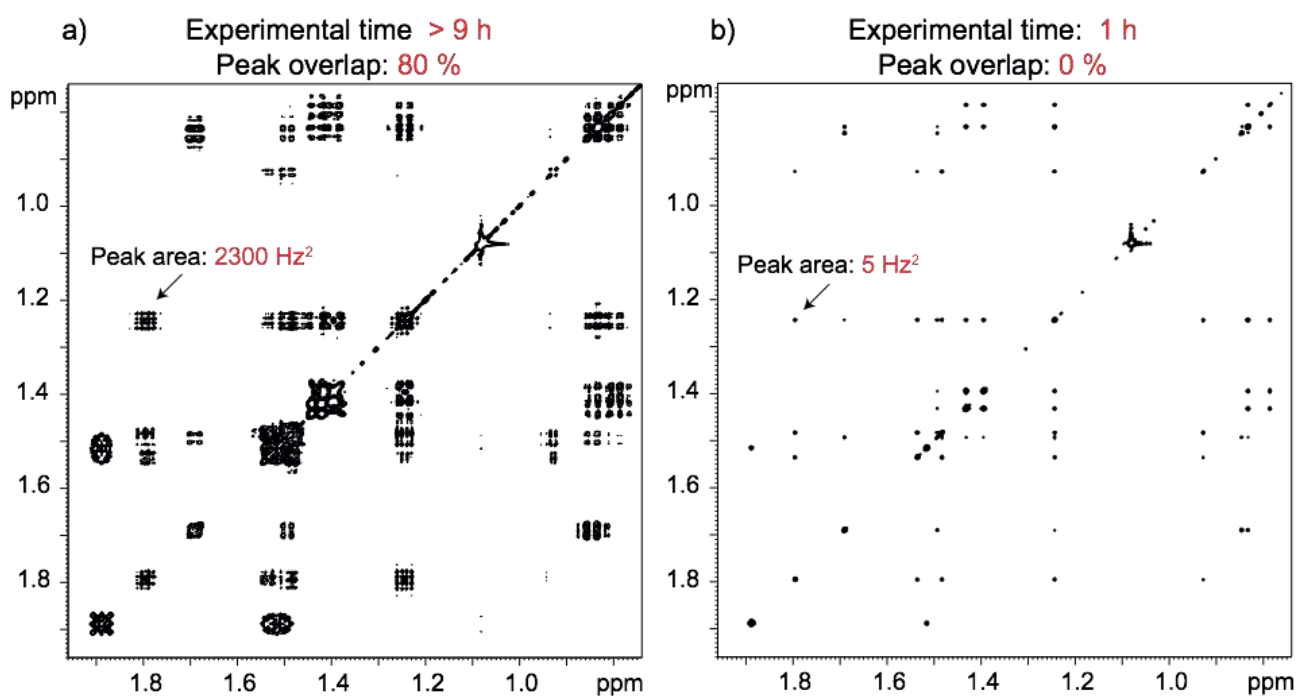 a) Experimental time > 9 h
Peak overlap: 80 %
ppm
1.0
1.2
1.4
1.6
1.8
Peak area: 2300 Hz²
1.8 1.6 1.4 1.2 1.0 ppm
b) Experimental time: 1 h
Peak overlap: 0 %
ppm
1.0
1.2
1.4
1.6
1.8
Peak area: 5 Hz²
1.8 1.6 1.4 1.2 1.0 ppm